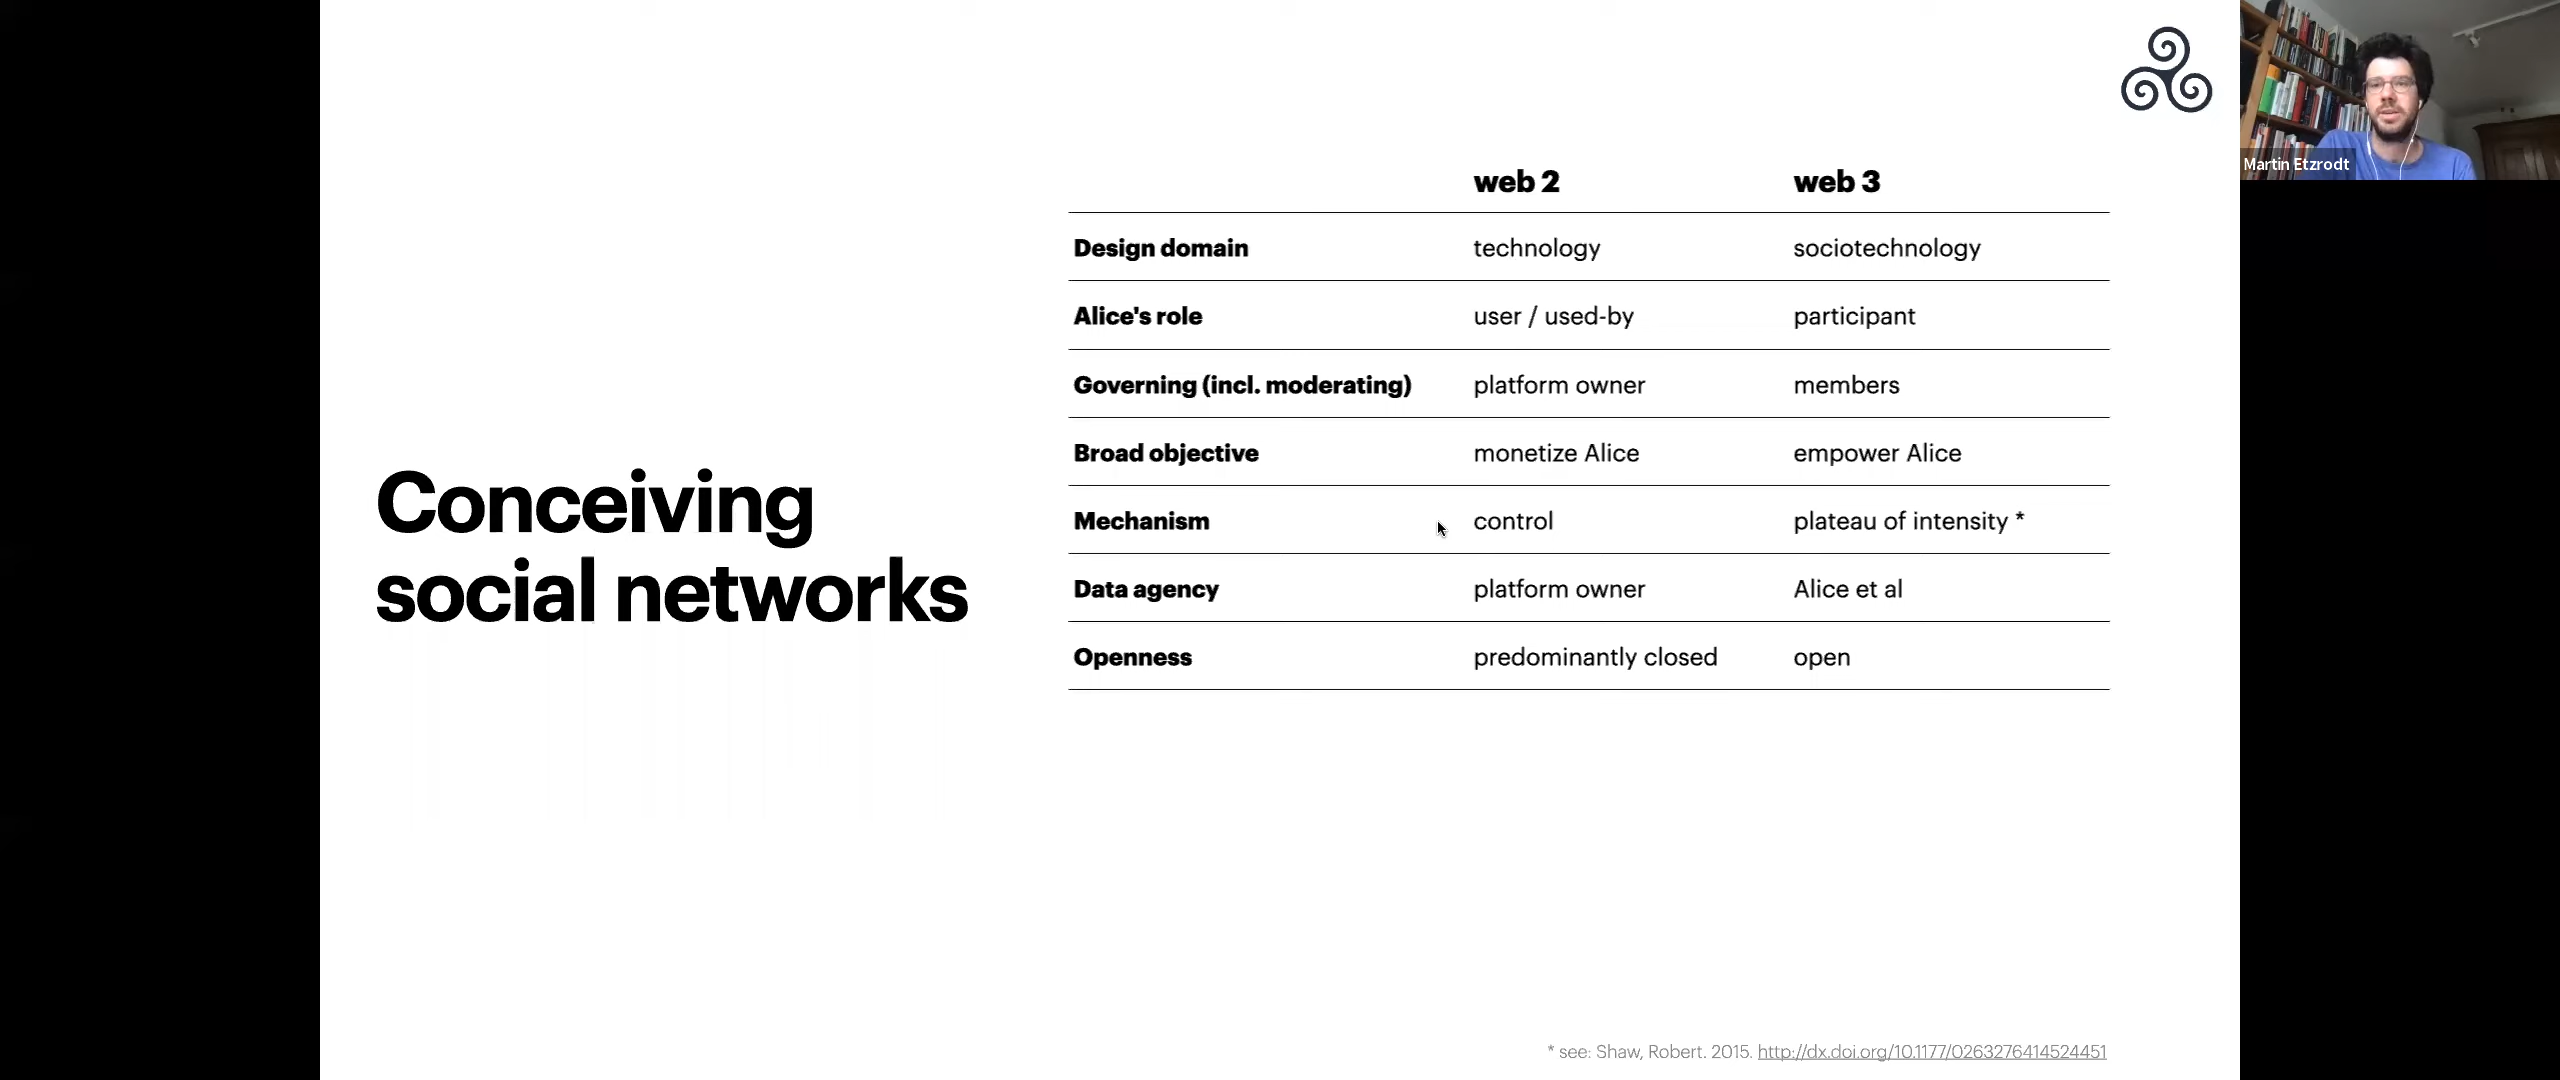 Conceiving
social networks
web 2 web 3
Design domain technology sociotechnology
Alice's role user / used-by participant
Governing (incl. moderating) platform owner members
Broad objective monetize Alice empower Alice
Mechanism control plateau of intensity *
Data agency platform owner Alice et al
Openness predominantly closed open
* see: Shaw, Robert. 2015. http://dx.doi.org/10.1177/0263276414524451
Martin Etzrodt